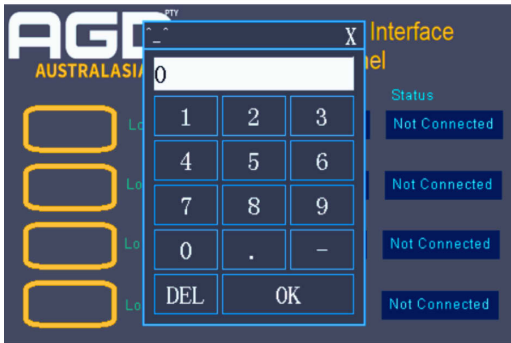 AGD PTY
AUSTRALASIA
Interface
Status
Not Connected
Not Connected
Not Connected
Not Connected
^_^ X
0
1 2 3
4 5 6
7 8 9
0 . -
DEL OK